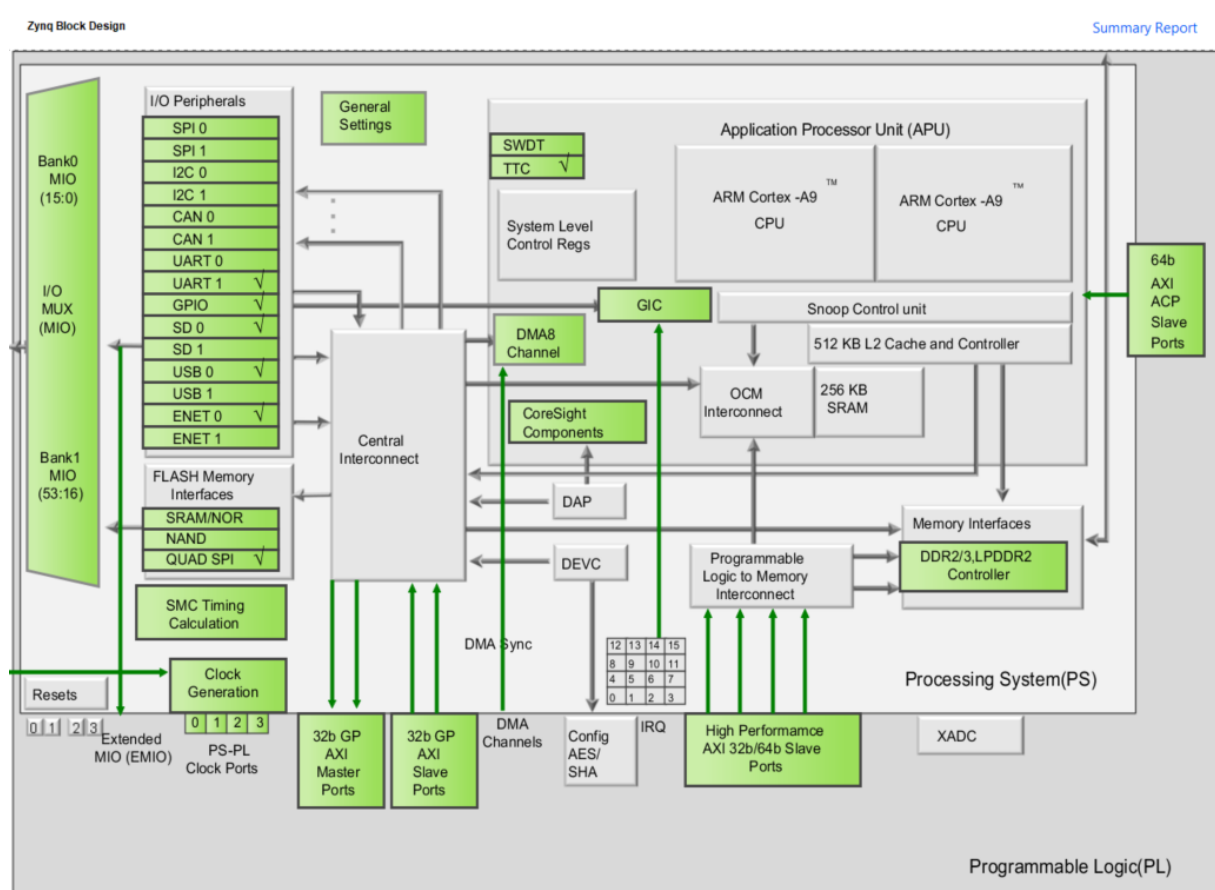 Zynq Block Design
Summary Report
I/O Peripherals
SPI 0
SPI 1
I2C 0
I2C 1
CAN 0
CAN 1
UART 0
UART 1 √
GPIO √
SD 0 √
SD 1
USB 0 √
USB 1
ENET 0 √
ENET 1
Bank0
MIO
(15:0)
I/O
MUX
(MIO)
Bank1
MIO
(53:16)
General
Settings
Application Processor Unit (APU)
SWDT
TTC √
System Level
Control Regs
ARM Cortex -A9 ™
CPU
ARM Cortex -A9 ™
CPU
64b
AXI
ACP
Slave
Ports
GIC
Snoop Control unit
DMA8
Channel
512 KB L2 Cache and Controller
OCM
Interconnect
256 KB
SRAM
CoreSight
Components
Central
Interconnect
FLASH Memory
Interfaces
SRAM/NOR
NAND
QUAD SPI √
DAP
DEVC
Programmable
Logic to Memory
Interconnect
Memory Interfaces
DDR2/3,LPDDR2
Controller
SMC Timing
Calculation
DMA Sync
12 13 14 15
8 9 10 11
4 5 6 7
0 1 2 3
Clock
Generation
Resets
Processing System(PS)
0 1 2 3
Extended
MIO (EMIO)
0 1 2 3
PS-PL
Clock Ports
32b GP
AXI
Master
Ports
32b GP
AXI
Slave
Ports
DMA
Channels
Config
AES/
SHA
IRQ
High Performance
AXI 32b/64b Slave
Ports
XADC
Programmable Logic(PL)